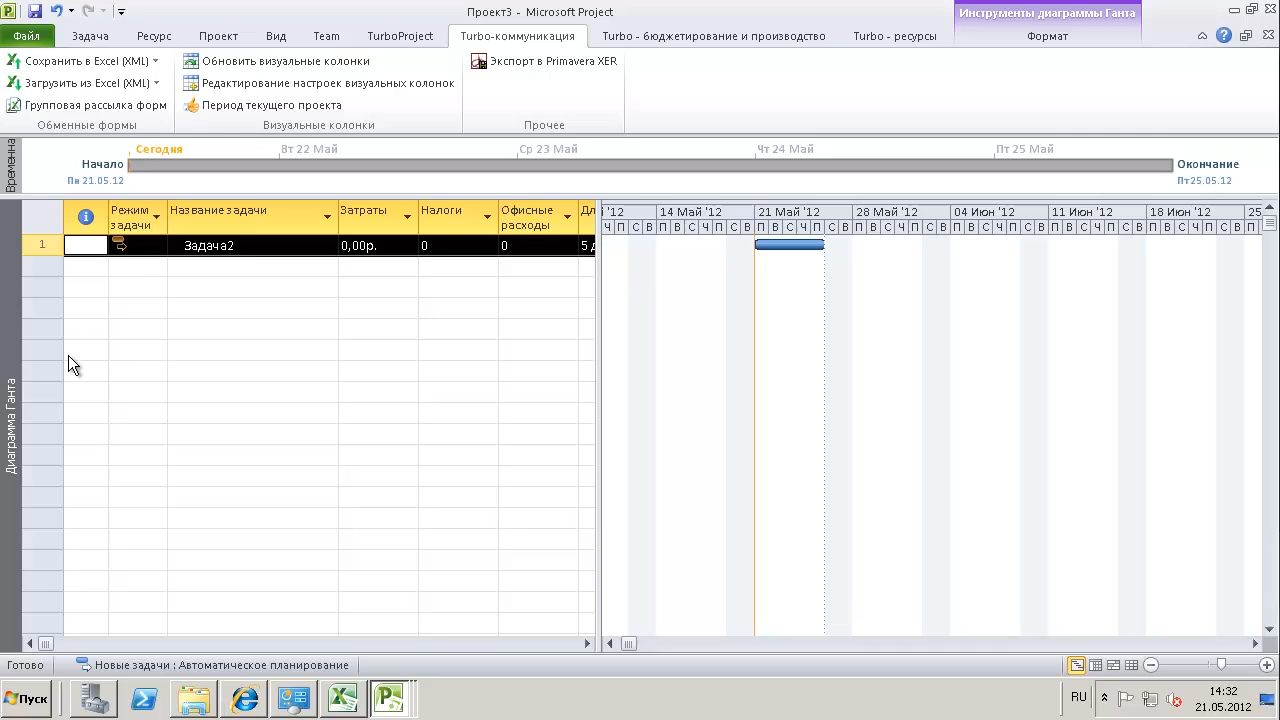 Проект3 - Microsoft Project
Инструменты диаграммы Ганта
Файл Задача Ресурс Проект Вид Team TurboProject Turbo-коммуникация Turbo - бюджетирование и производство Turbo - ресурсы Формат
Сохранить в Excel (XML)
Загрузить из Excel (XML)
Групповая рассылка форм
Обменные формы
Обновить визуальные колонки
Редактирование настроек визуальных колонок
Период текущего проекта
Визуальные колонки
Экспорт в Primavera XER
Прочее
Временна
Сегодня Вт 22 Май Ср 23 Май Чт 24 Май Пт 25 Май
Начало
Пн 21.05.12
Окончание
Пт25.05.12
Диаграмма Ганта
Режим задачи Название задачи Затраты Налоги Офисные расходы Дл
1 Задача2 0,00р. 0 0 5 д
'12 14 Май '12 21 Май '12 28 Май '12 04 Июн '12 11 Июн '12 18 Июн '12 25
Ч П С В П В С Ч П С В П В С Ч П С В П В С Ч П С В П В С Ч П С В П В С Ч П С В П В С Ч П С В П
Готово Новые задачи : Автоматическое планирование
Пуск
RU
14:32
21.05.2012